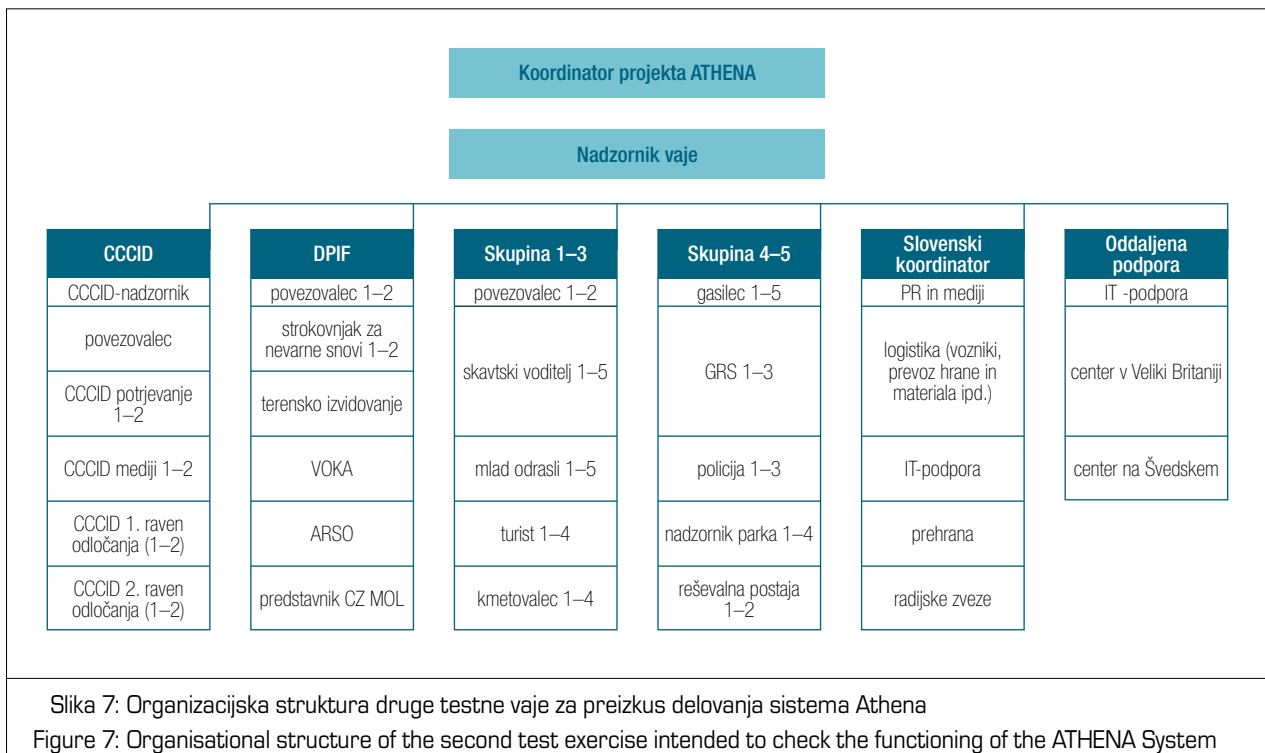 Koordinator projekta ATHENA
Nadzornik vaje
CCCID
CCCID-nadzornik
povezovalec
CCCID potrjevanje
1–2
CCCID mediji 1–2
CCCID 1. raven
odločanja (1–2)
CCCID 2. raven
odločanja (1–2)
DPIF
povezovalec 1–2
strokovnjak za
nevarne snovi 1–2
terensko izvidovanje
VOKA
ARSO
predstavnik CZ MOL
Skupina 1–3
povezovalec 1–2
skavtski voditelj 1–5
mlad odrasli 1–5
turist 1–4
kmetovalec 1–4
Skupina 4–5
gasilec 1–5
GRS 1–3
policija 1–3
nadzornik parka 1–4
reševalna postaja
1–2
Slovenski
koordinator
PR in mediji
logistika (vozniki,
prevoz hrane in
materiala ipd.)
IT-podpora
prehrana
radijske zveze
Oddaljena
podpora
IT -podpora
center v Veliki Britaniji
center na Švedskem
Slika 7: Organizacijska struktura druge testne vaje za preizkus delovanja sistema Athena
Figure 7: Organisational structure of the second test exercise intended to check the functioning of the ATHENA System